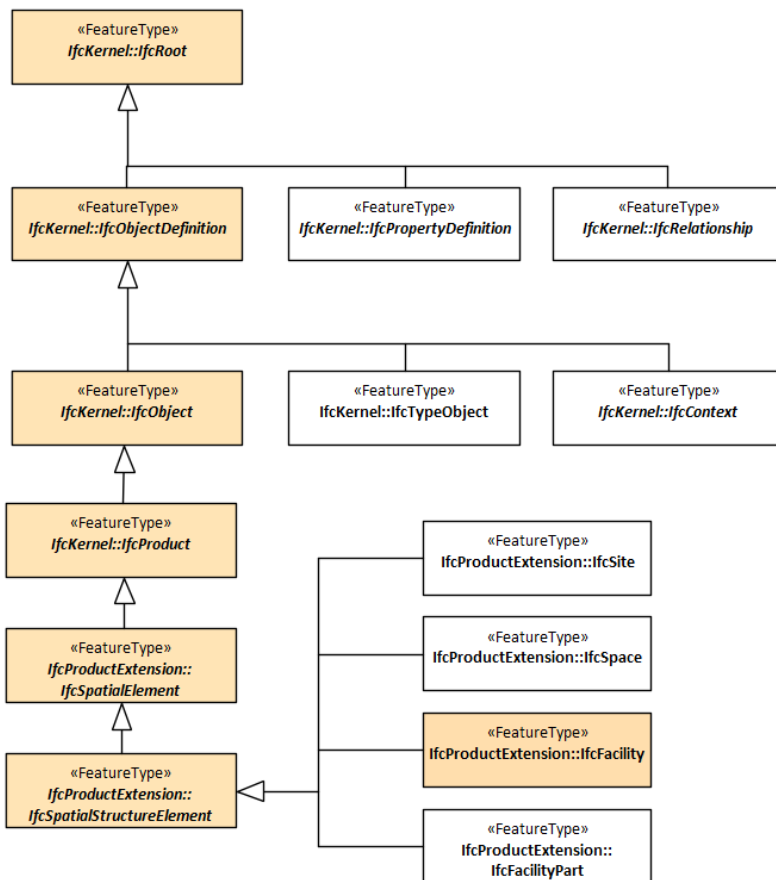 «FeatureType»
IfcKernel::IfcRoot
«FeatureType»
IfcKernel::IfcObjectDefinition
«FeatureType»
IfcKernel::IfcPropertyDefinition
«FeatureType»
IfcKernel::IfcRelationship
«FeatureType»
IfcKernel::IfcObject
«FeatureType»
IfcKernel::IfcTypeObject
«FeatureType»
IfcKernel::IfcContext
«FeatureType»
IfcKernel::IfcProduct
«FeatureType»
IfcProductExtension::
IfcSpatialElement
«FeatureType»
IfcProductExtension::
IfcSpatialStructureElement
«FeatureType»
IfcProductExtension::IfcSite
«FeatureType»
IfcProductExtension::IfcSpace
«FeatureType»
IfcProductExtension::IfcFacility
«FeatureType»
IfcProductExtension::
IfcFacilityPart